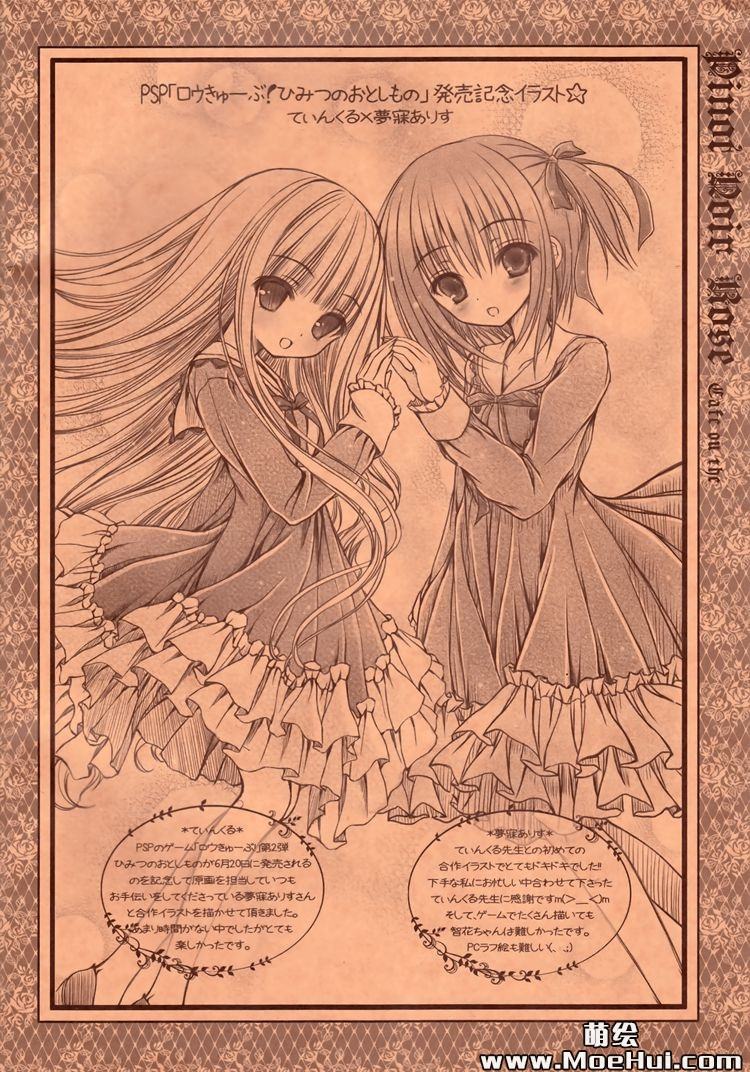 PSP「ロウきゅーぶ!ひみつのおとしもの」発売記念イラスト☆
てぃんくる×夢寐ありす
Pinot Noir Rose Cafe on the
*てぃんくる*
PSPのゲーム「ロウきゅーぶ!」第2弾
ひみつのおとしものが6月20日に発売される
のを記念して原画を担当していつも
お手伝いをしてくださっている夢寐ありすさん
と合作イラストを描かせて頂きました。
あまり時間がない中でしたがとても
楽しかったです。
*夢寐ありす*
てぃんくる先生との初めての
合作イラストでとてもドキドキでした!!
下手な私にお忙しい中合わせて下さった
てぃんくる先生に感謝ですm(>__<)m
そして、ゲームでたくさん描いても
智花ちゃんは難しかったです。
PCラフ絵も難しい(、..;)
萌绘
www.MoeHui.com